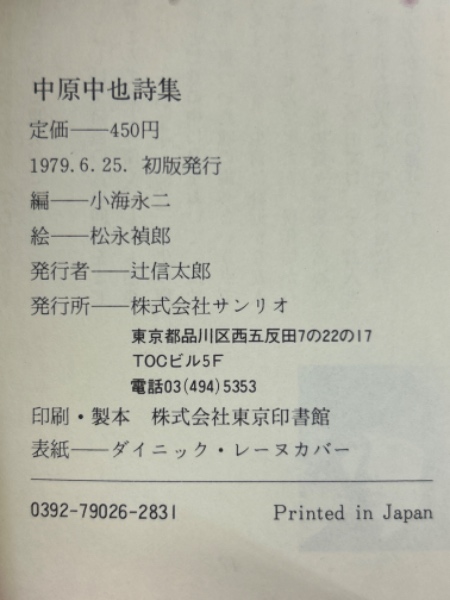 中原中也詩集
定価——450円
1979.6.25. 初版発行
編——小海永二
絵——松永禎郎
発行者——辻信太郎
発行所——株式会社サンリオ
東京都品川区西五反田7の22の17
TOCビル5F
電話03(494)5353
印刷・製本 株式会社東京印書館
表紙——ダイニック・レーヌカバー
0392-79026-2831 Printed in Japan